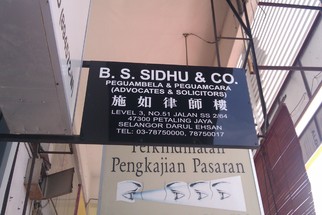 B. S. SIDHU & CO.
PEGUAMBELA & PEGUAMCARA
(ADVOCATES & SOLICITORS)
施如律師樓
LEVEL 3, NO.51 JALAN SS 2/64
47300 PETALING JAYA
SELANGOR DARUL EHSAN
TEL: 03-78750000, 78750017
Perkhidmatan
Pengkajian Pasaran